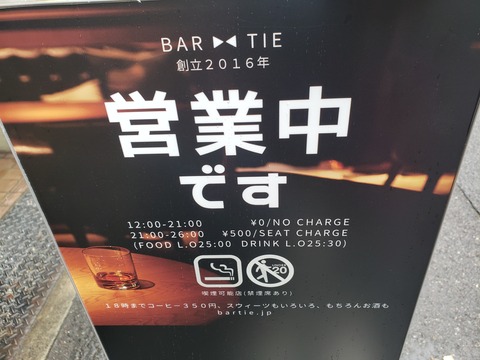 BAR TIE
創立2016年
営業中
です
12:00-21:00 ¥0/NO CHARGE
21:00-26:00 ¥500/SEAT CHARGE
(FOOD L.O25:00 DRINK L.O25:30)
20
喫煙可能店(禁煙席あり)
18時までコーヒー350円、スウィーツもいろいろ、もちろんお酒も
bartie.jp